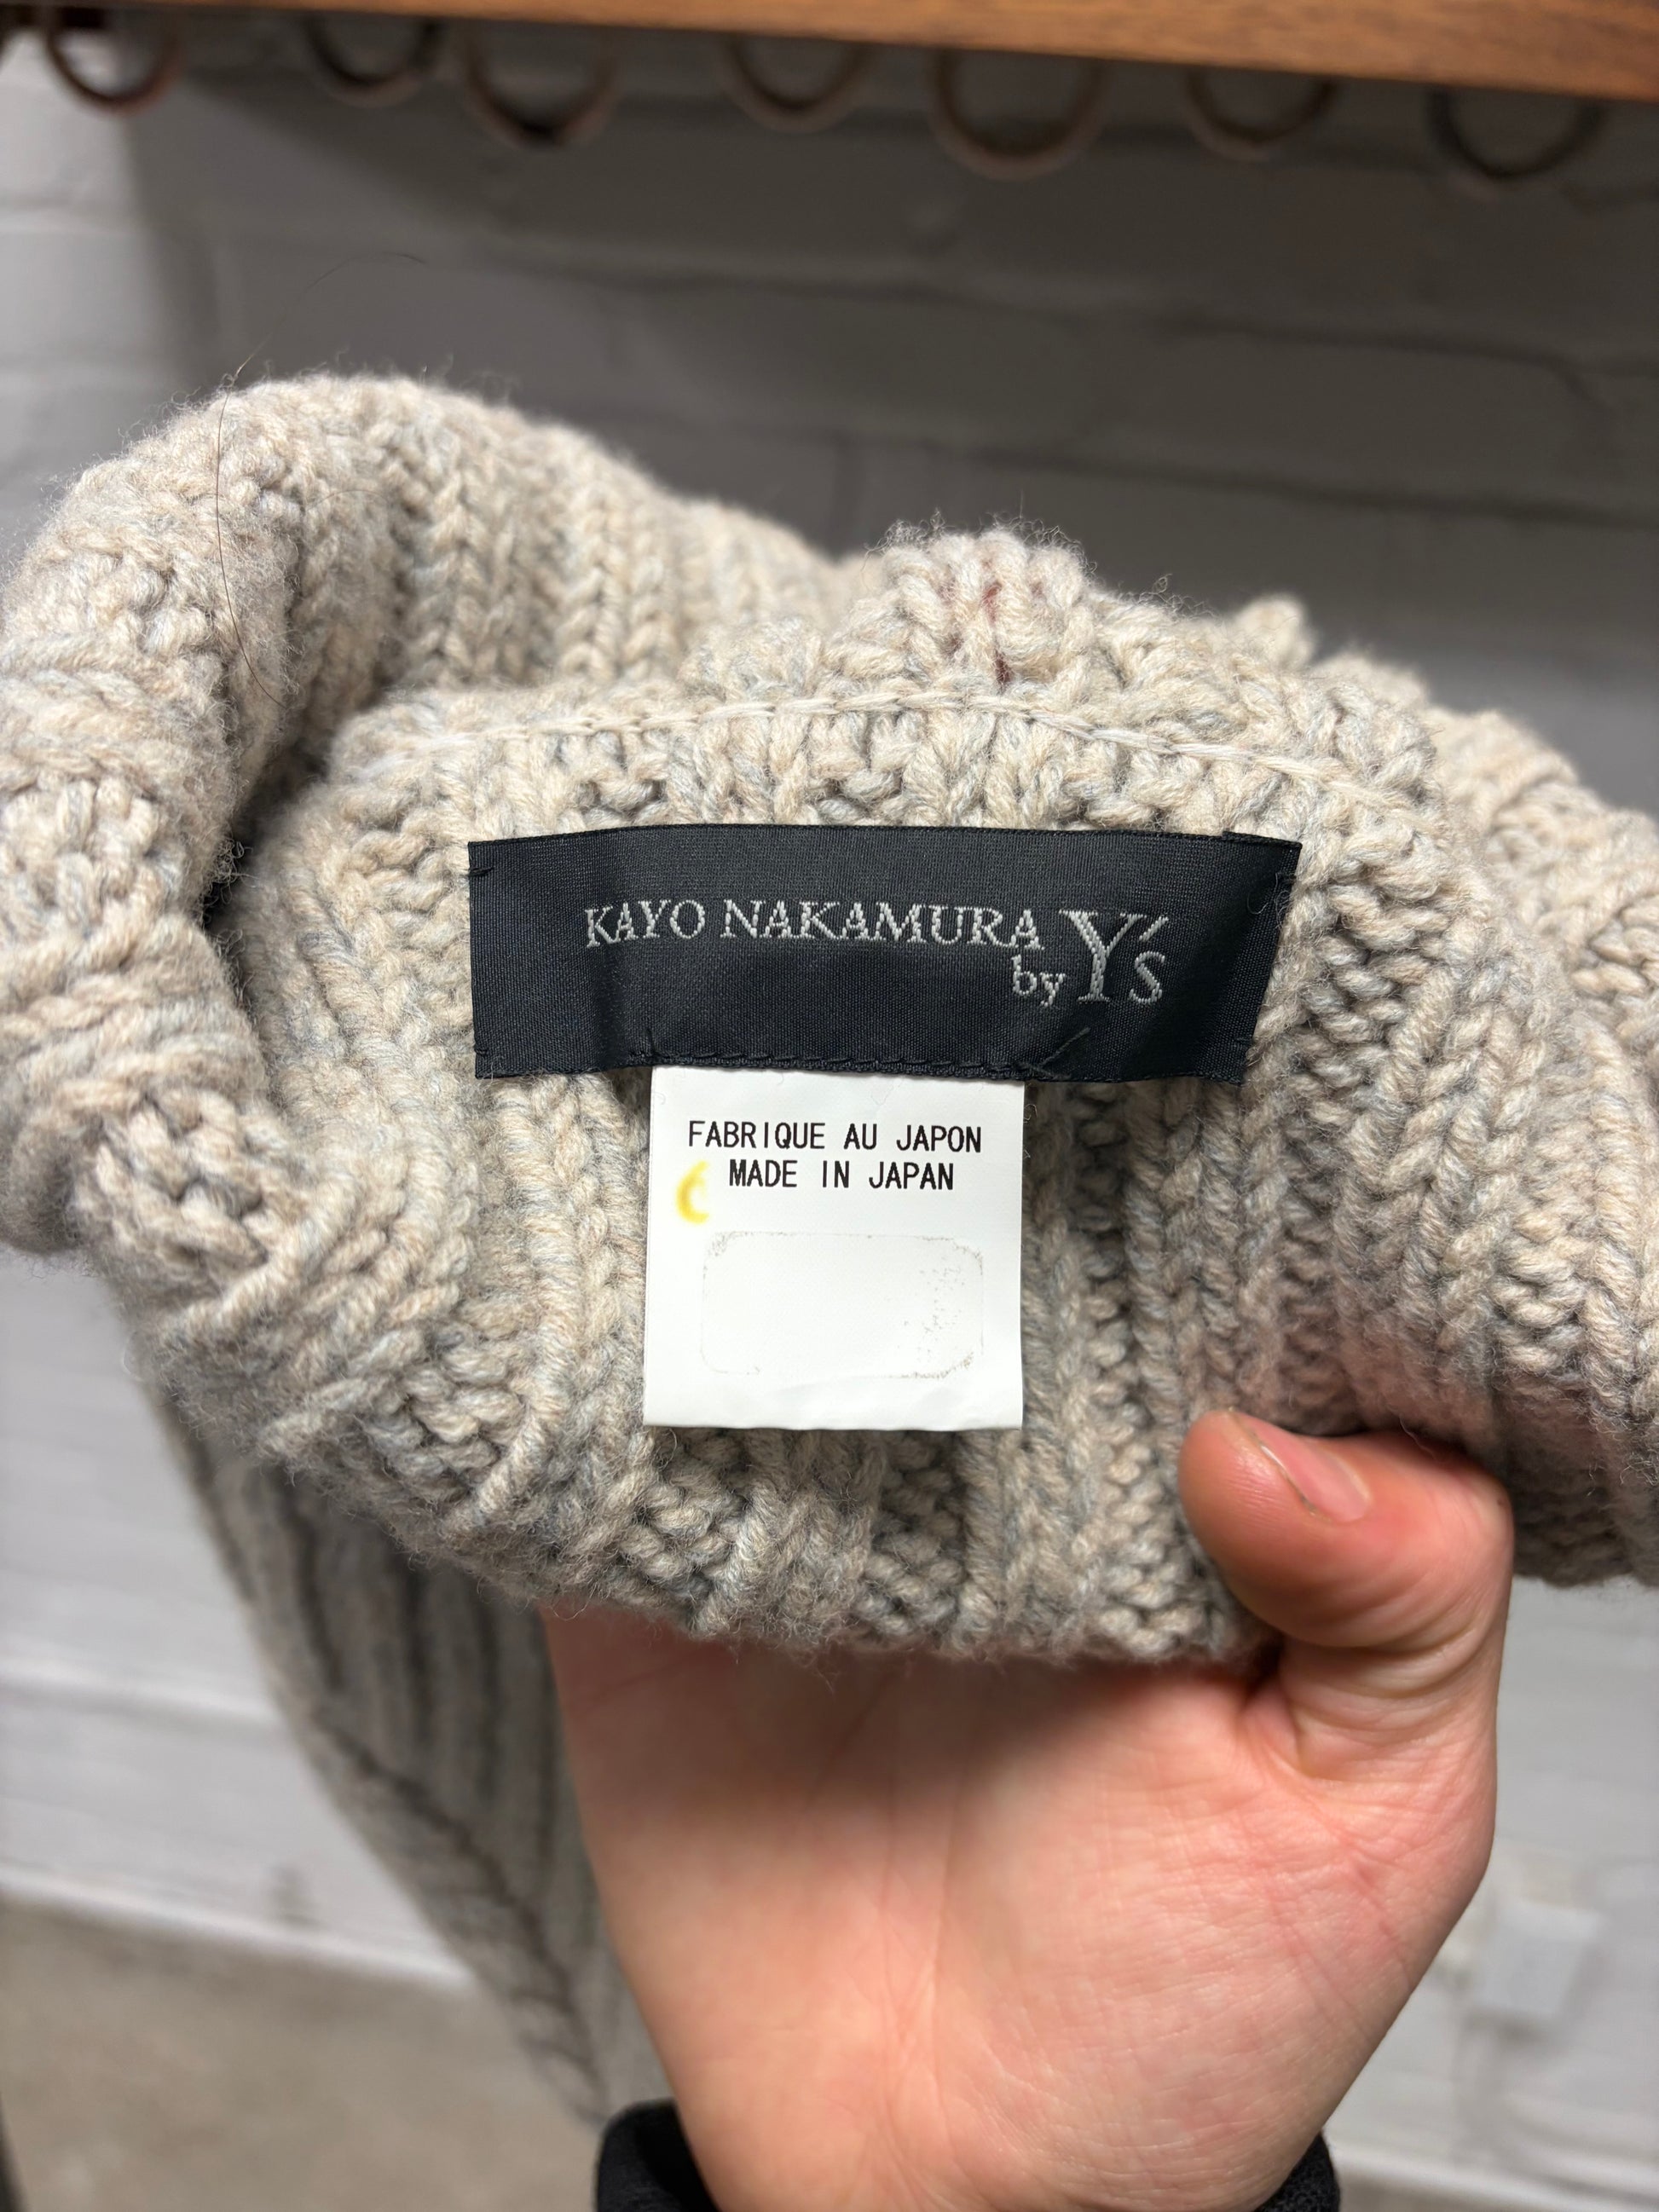 KAYO NAKAMURA
by Y's
FABRIQUE AU JAPON
MADE IN JAPAN